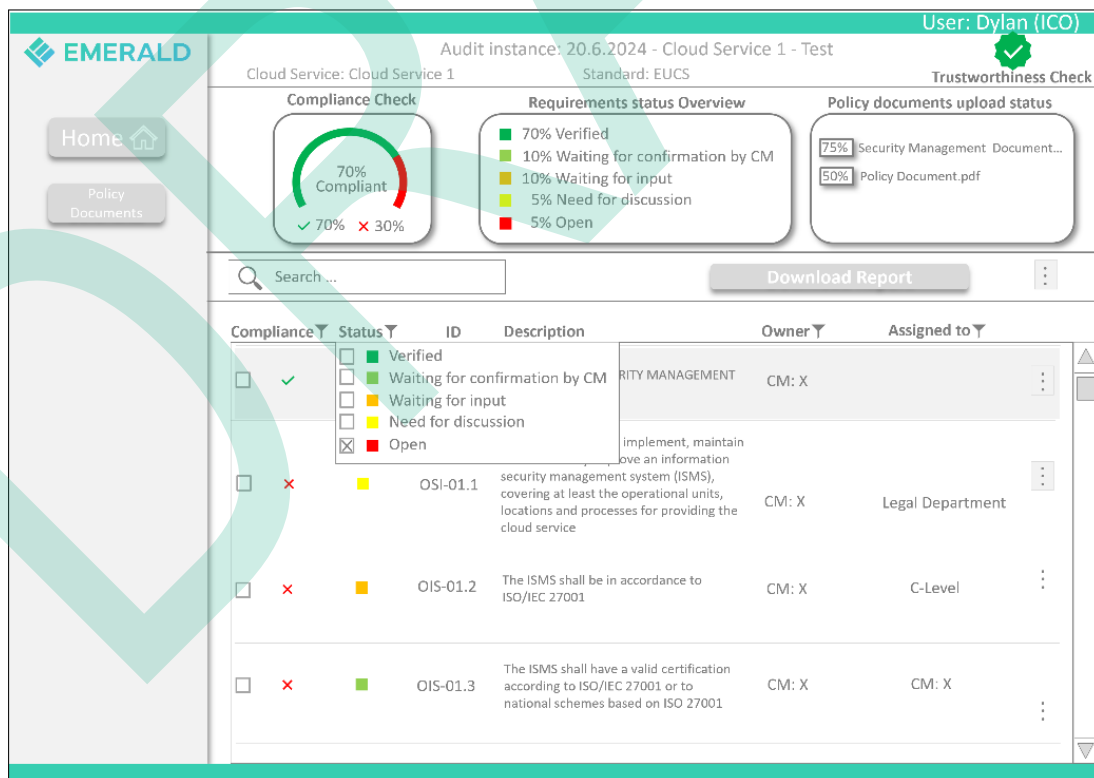 User: Dylan (ICO)
EMERALD
Audit instance: 20.6.2024 - Cloud Service 1 - Test
Cloud Service: Cloud Service 1
Standard: EUCS
Trustworthiness Check
Home
Policy
Documents
Compliance Check
70%
Compliant
70%
30%
Requirements status Overview
70% Verified
10% Waiting for confirmation by CM
10% Waiting for input
5% Need for discussion
5% Open
Policy documents upload status
75% Security Management Document...
50% Policy Document.pdf
Search ...
Download Report
Compliance Status ID Description Owner Assigned to
Verified
Waiting for confirmation by CM
Waiting for input
Need for discussion
Open
RITY MANAGEMENT
CM: X
implement, maintain
ove an information
security management system (ISMS),
covering at least the operational units,
locations and processes for providing the
cloud service
OSI-01.1
CM: X
Legal Department
OIS-01.2
The ISMS shall be in accordance to
ISO/IEC 27001
CM: X
C-Level
OIS-01.3
The ISMS shall have a valid certification
according to ISO/IEC 27001 or to
national schemes based on ISO 27001
CM: X
CM: X